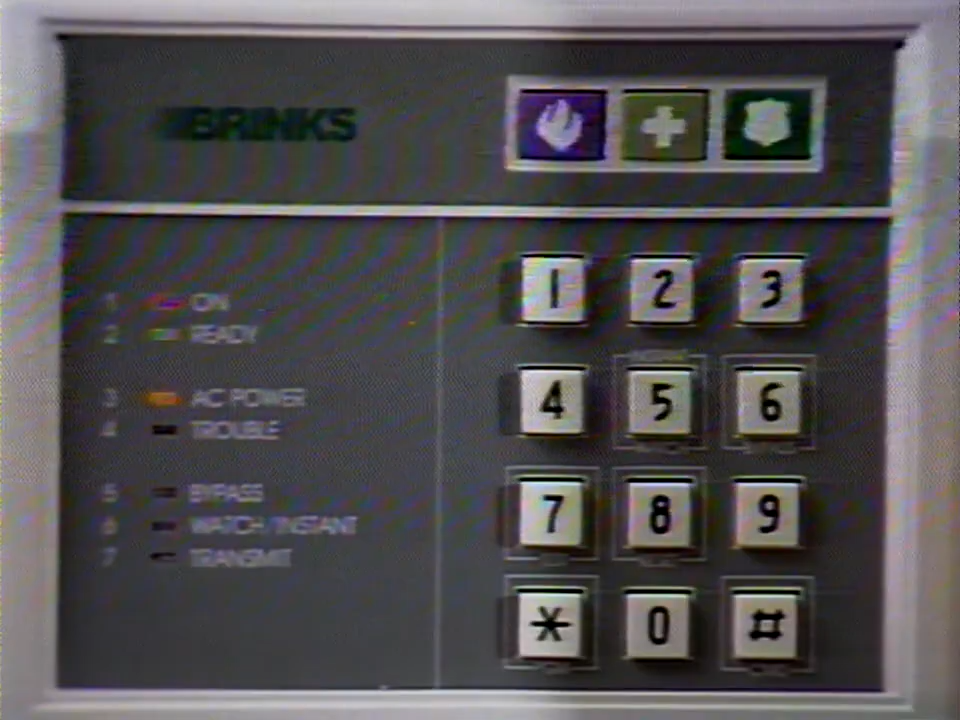 BRINKS
1 ON
2 READY
3 AC POWER
4 TROUBLE
5 BYPASS
6 WATCH / INSTANT
7 TRANSMIT
1 2 3
4 5 6
7 8 9
* 0 #